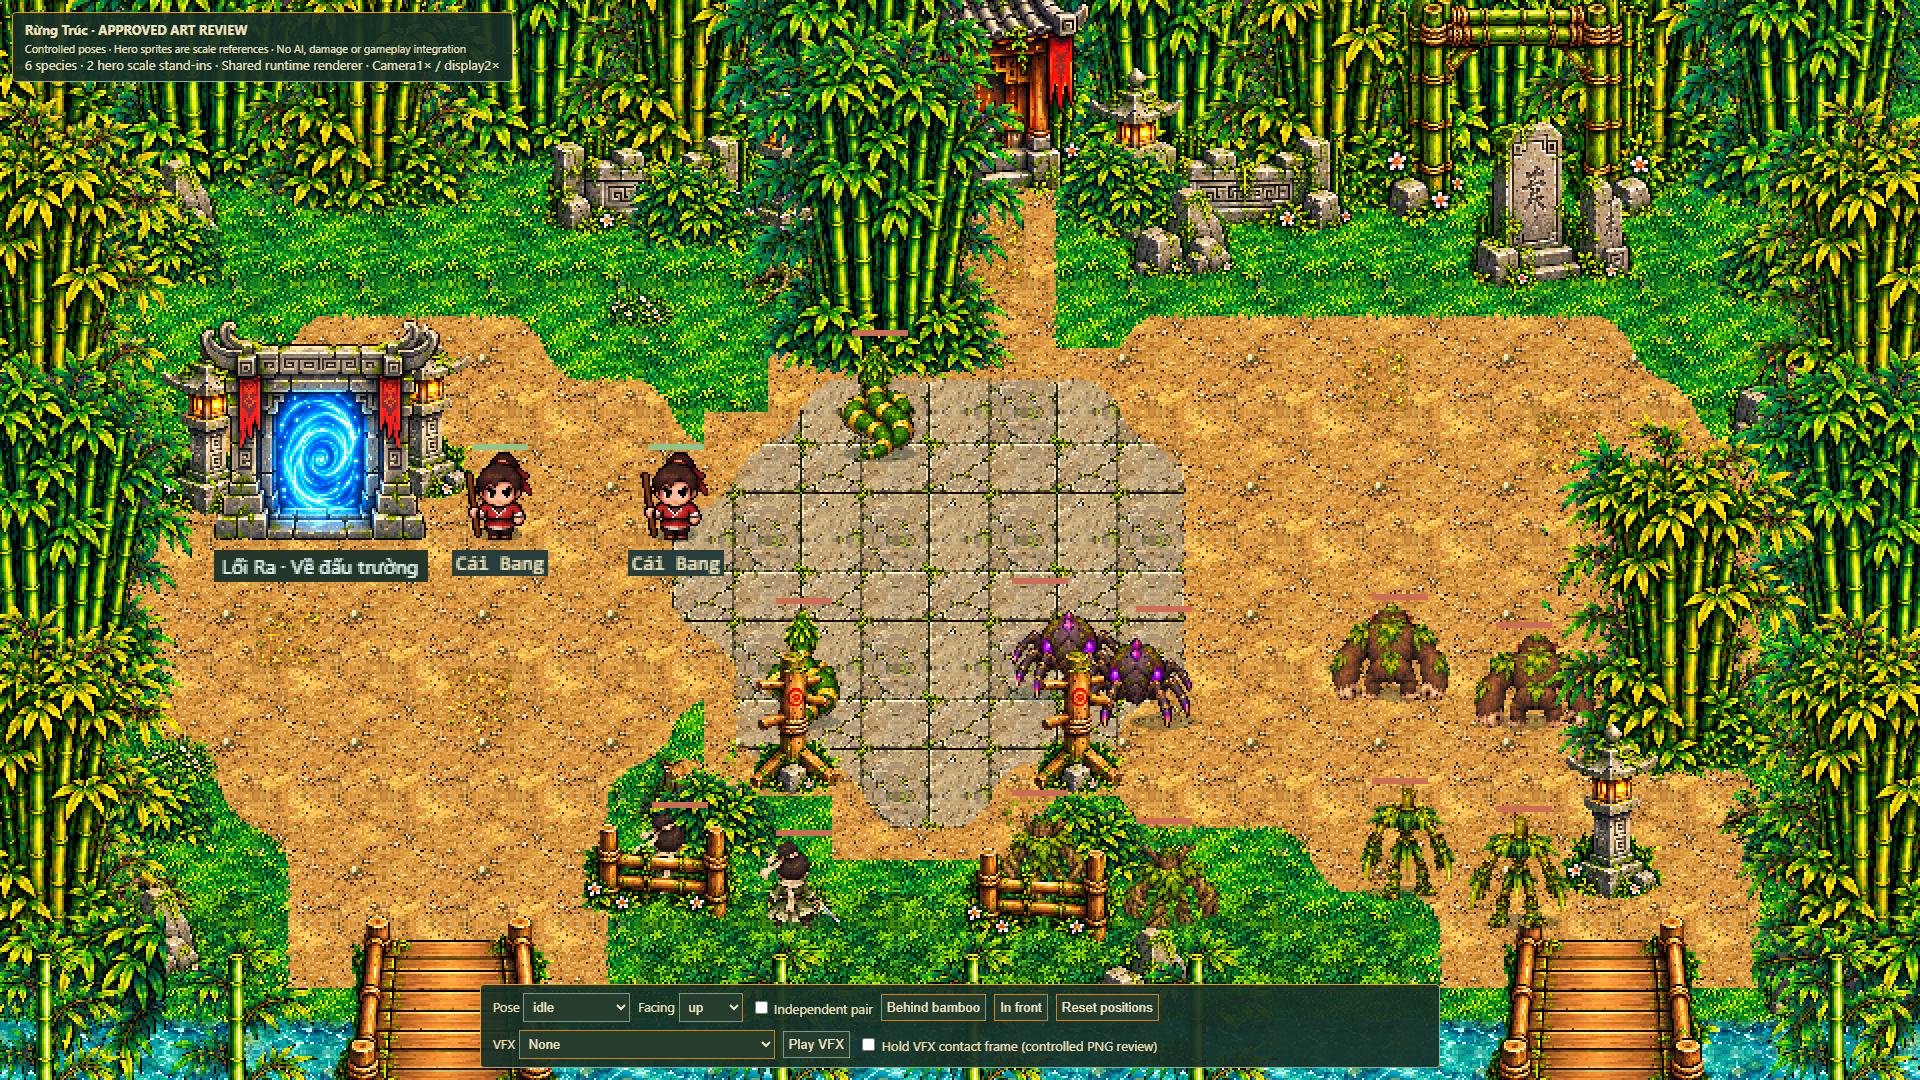 Rừng Trúc · APPROVED ART REVIEW
Controlled poses · Hero sprites are scale references · No AI, damage or gameplay integration
6 species · 2 hero scale stand-ins · Shared runtime renderer · Camera1× / display2×
Lối Ra - Về đấu trường
Cái Bang
Cái Bang
Pose idle Facing up Independent pair Behind bamboo In front Reset positions
VFX None Play VFX Hold VFX contact frame (controlled PNG review)